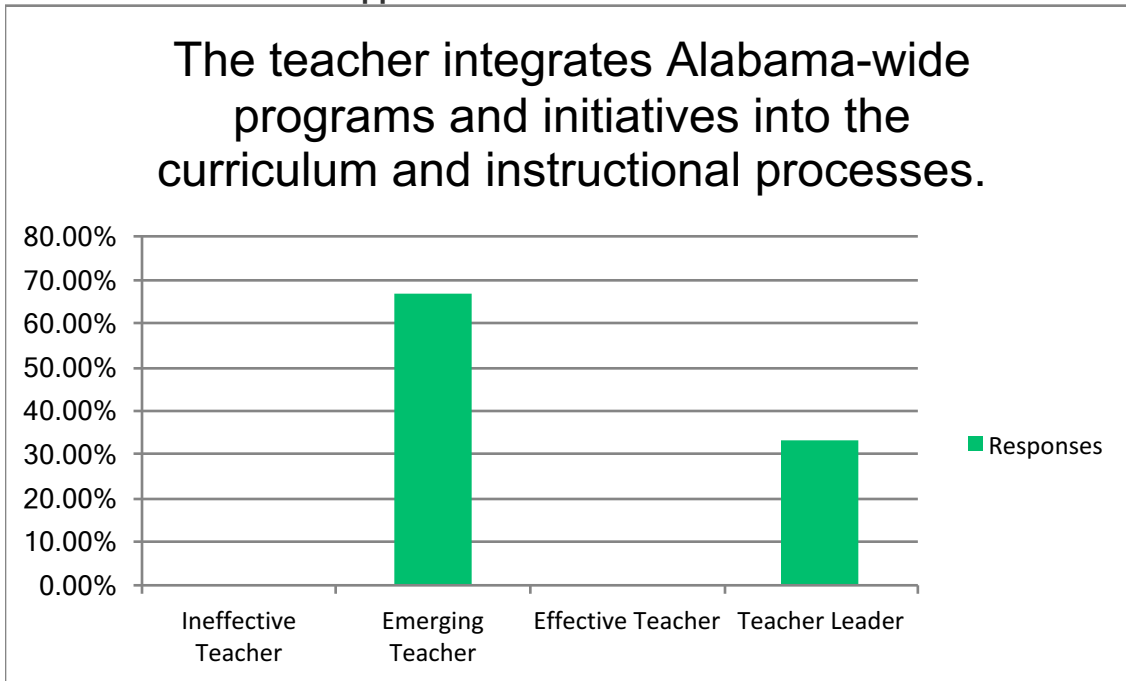 The teacher integrates Alabama-wide
programs and initiatives into the
curriculum and instructional processes.
80.00%
70.00%
60.00%
50.00%
40.00%
30.00%
20.00%
10.00%
0.00%
Ineffective
Teacher
Emerging
Teacher
Effective Teacher
Teacher Leader
Responses